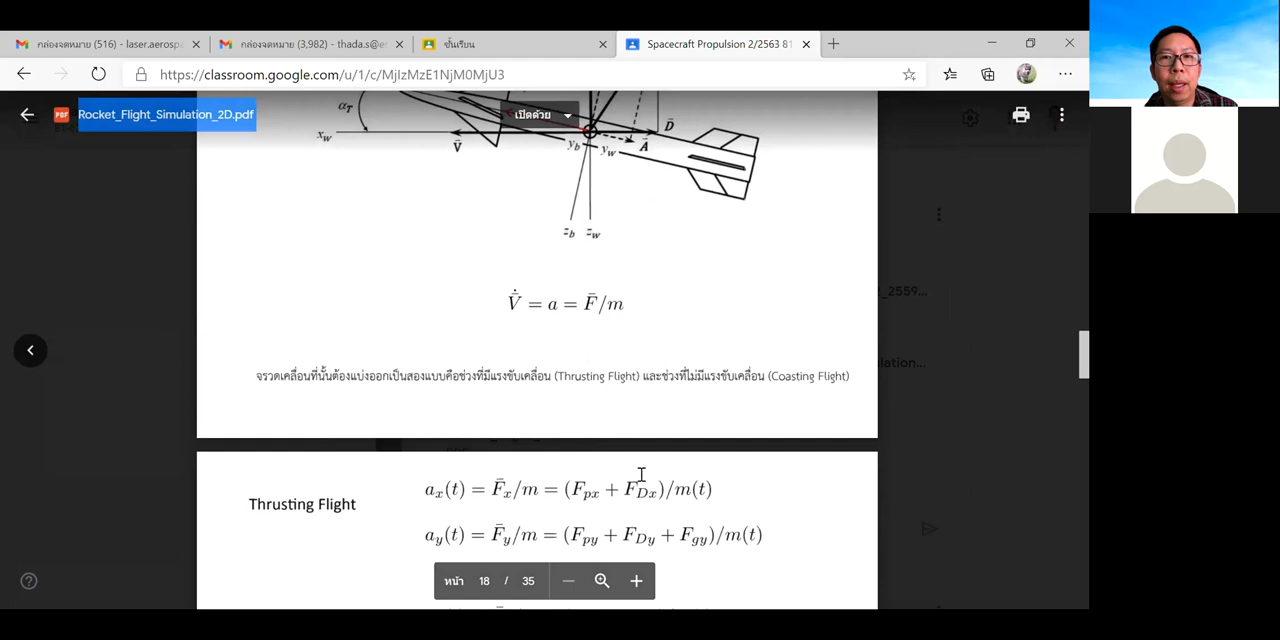 กล่องจดหมาย (516) - laser.aerospa
กล่องจดหมาย (3,982) - thada.s@e
ชั้นเรียน
Spacecraft Propulsion 2/2563 81
https://classroom.google.com/u/1/c/MjIzMzE1NjM0MjU3
PDF
Rocket_Flight_Simulation_2D.pdf
เปิดด้วย
α_T
x_w
V̄
y_b
y_w
Ā
D̄
z_b
z_w
_2559...
V̄̇ = a = F̄/m
ulation...
จรวดเคลื่อนที่นั้นต้องแบ่งออกเป็นสองแบบคือช่วงที่มีแรงขับเคลื่อน (Thrusting Flight) และช่วงที่ไม่มีแรงขับเคลื่อน (Coasting Flight)
Thrusting Flight
a_x(t) = F̄_x/m = (F_px + F_Dx)/m(t)
a_y(t) = F̄_y/m = (F_py + F_Dy + F_gy)/m(t)
หน้า 18 / 35